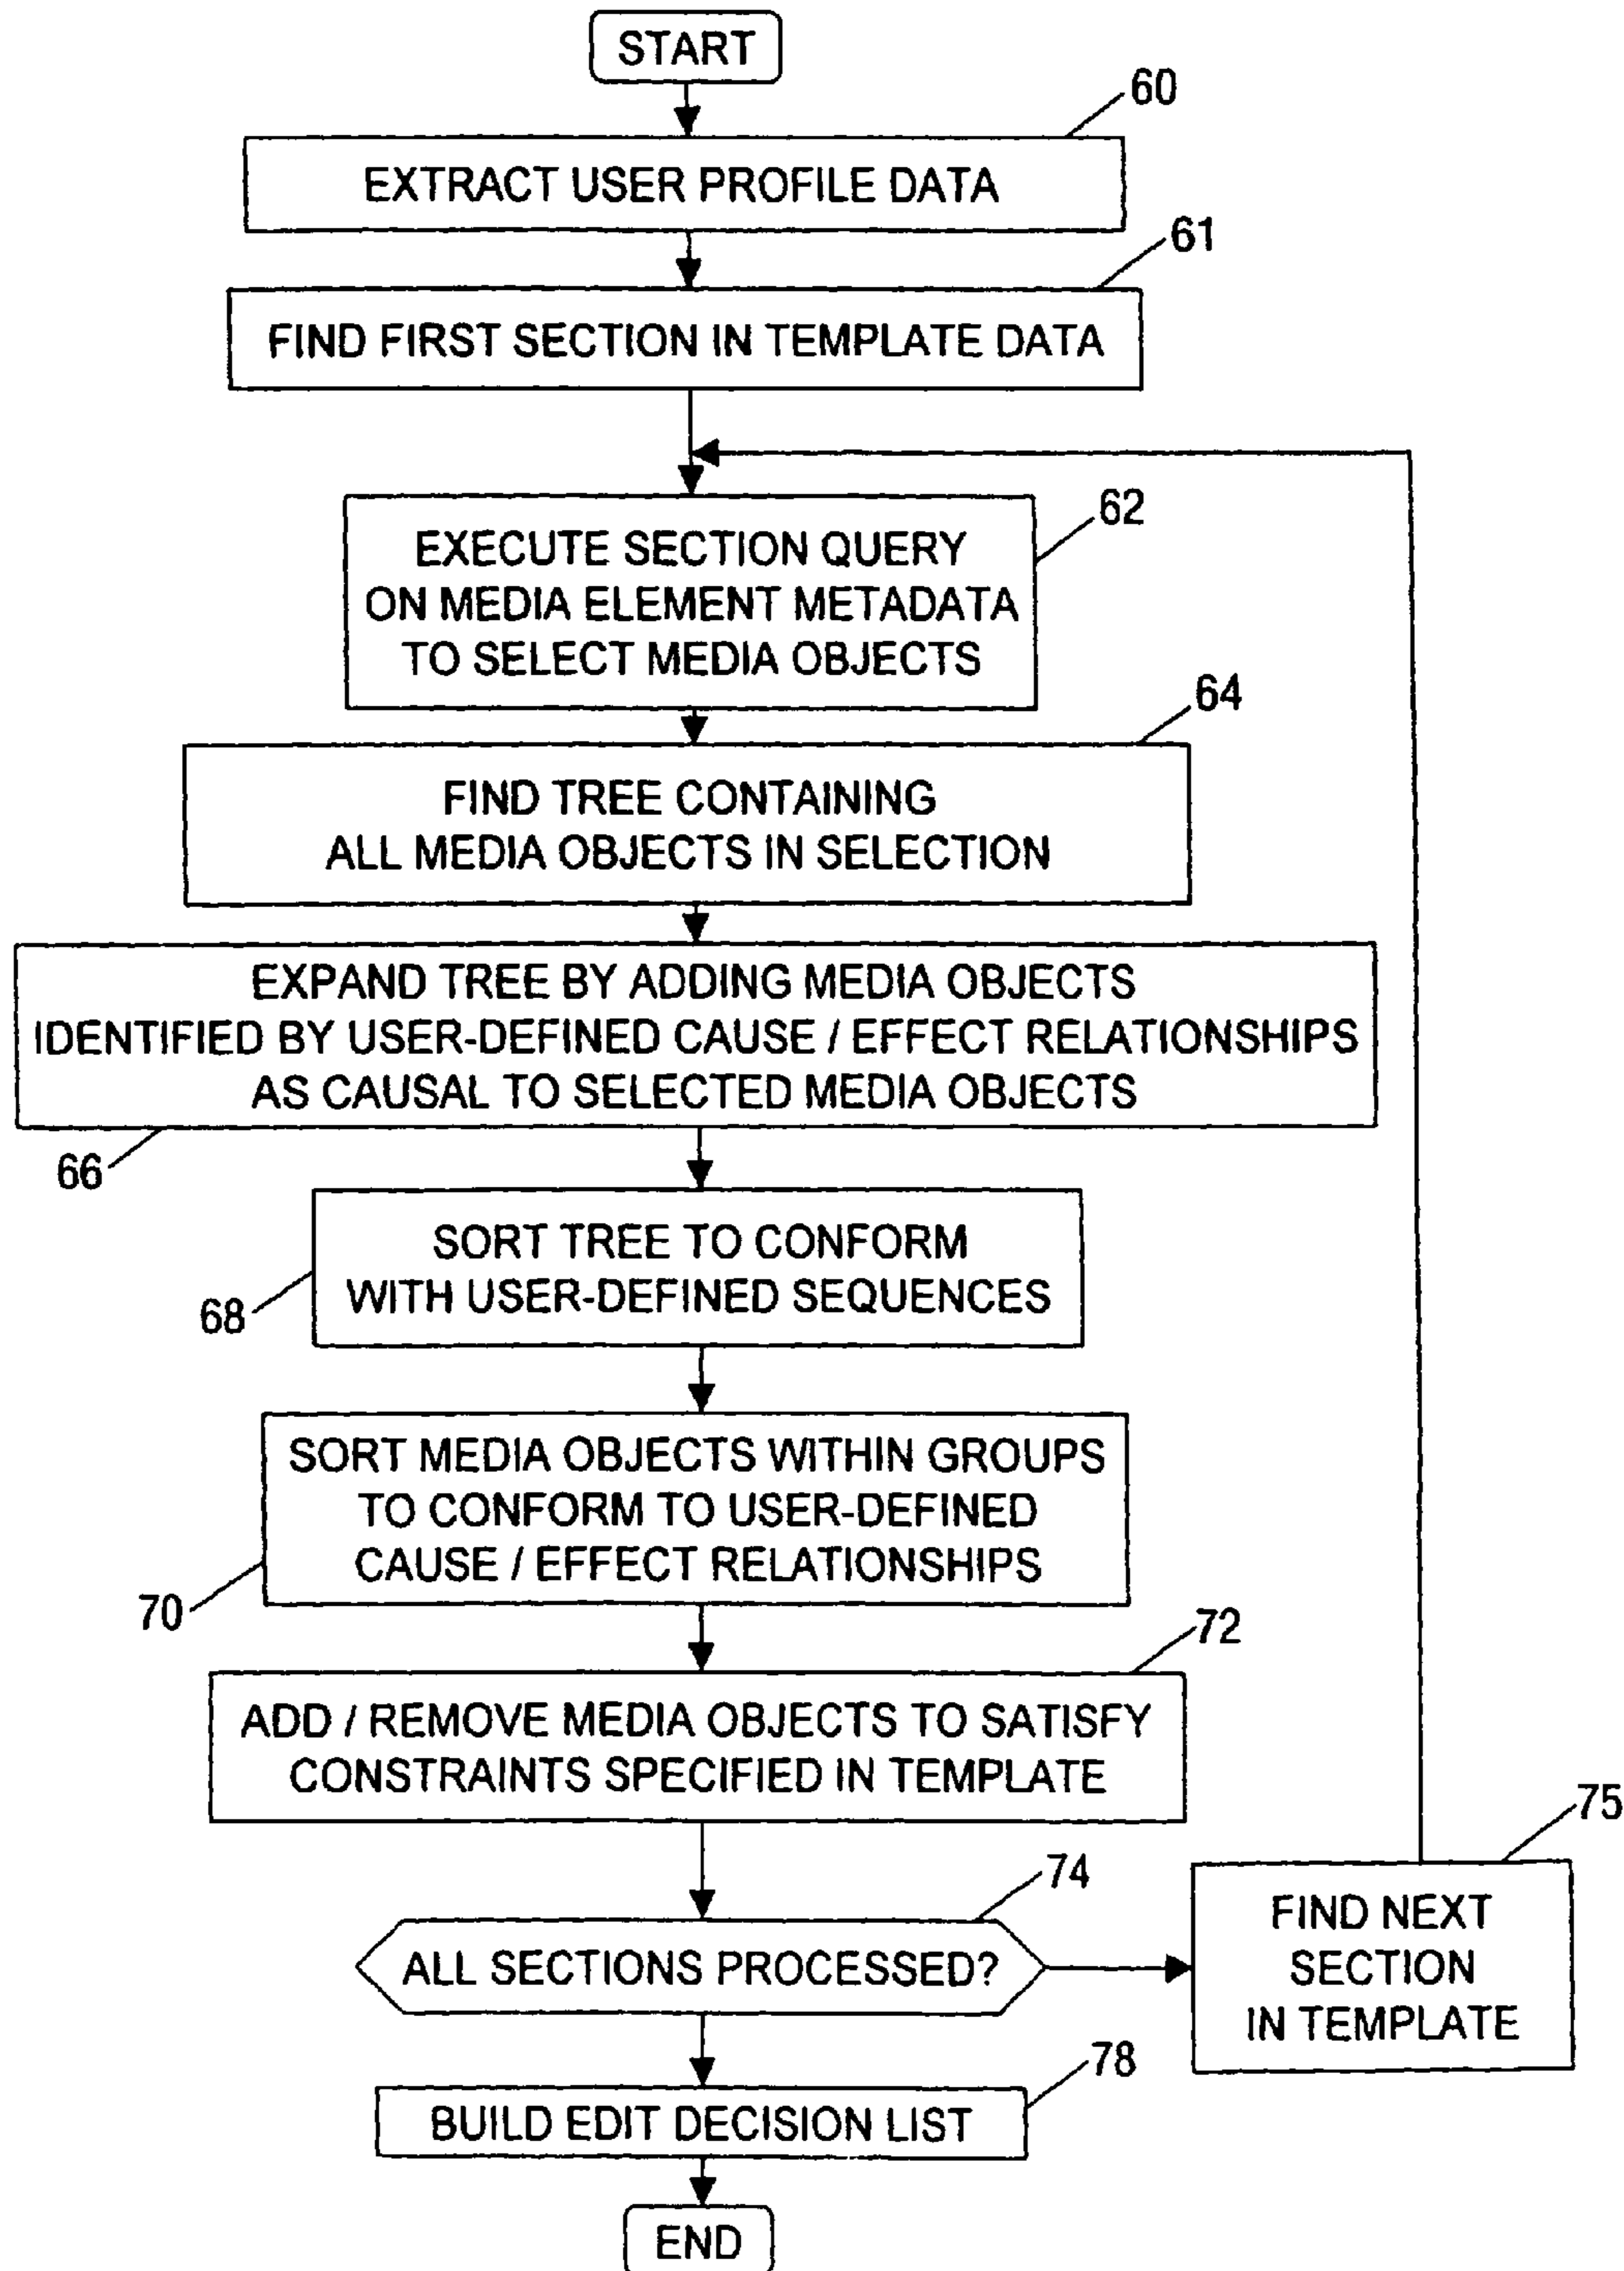 START
60
EXTRACT USER PROFILE DATA
61
FIND FIRST SECTION IN TEMPLATE DATA
62
EXECUTE SECTION QUERY
ON MEDIA ELEMENT METADATA
TO SELECT MEDIA OBJECTS
64
FIND TREE CONTAINING
ALL MEDIA OBJECTS IN SELECTION
EXPAND TREE BY ADDING MEDIA OBJECTS
IDENTIFIED BY USER-DEFINED CAUSE / EFFECT RELATIONSHIPS
AS CAUSAL TO SELECTED MEDIA OBJECTS
66
SORT TREE TO CONFORM
WITH USER-DEFINED SEQUENCES
68
SORT MEDIA OBJECTS WITHIN GROUPS
TO CONFORM TO USER-DEFINED
CAUSE / EFFECT RELATIONSHIPS
70
72
ADD / REMOVE MEDIA OBJECTS TO SATISFY
CONSTRAINTS SPECIFIED IN TEMPLATE
74
ALL SECTIONS PROCESSED?
75
FIND NEXT
SECTION
IN TEMPLATE
78
BUILD EDIT DECISION LIST
END